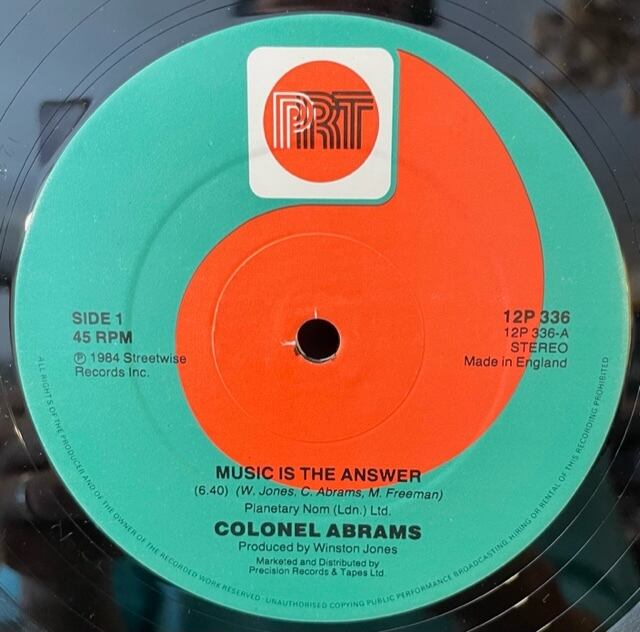 PRT
SIDE 1
45 RPM
℗ 1984 Streetwise
Records Inc.
12P 336
12P 336-A
STEREO
Made in England
MUSIC IS THE ANSWER
(6.40) (W. Jones, C. Abrams, M. Freeman)
Planetary Nom (Ldn.) Ltd.
COLONEL ABRAMS
Produced by Winston Jones
Marketed and Distributed by
Precision Records & Tapes Ltd.
ALL RIGHTS OF THE PRODUCER AND OF THE OWNER OF THE RECORDED WORK RESERVED · UNAUTHORISED COPYING PUBLIC PERFORMANCE BROADCASTING, HIRING OR RENTAL OF THIS RECORDING PROHIBITED